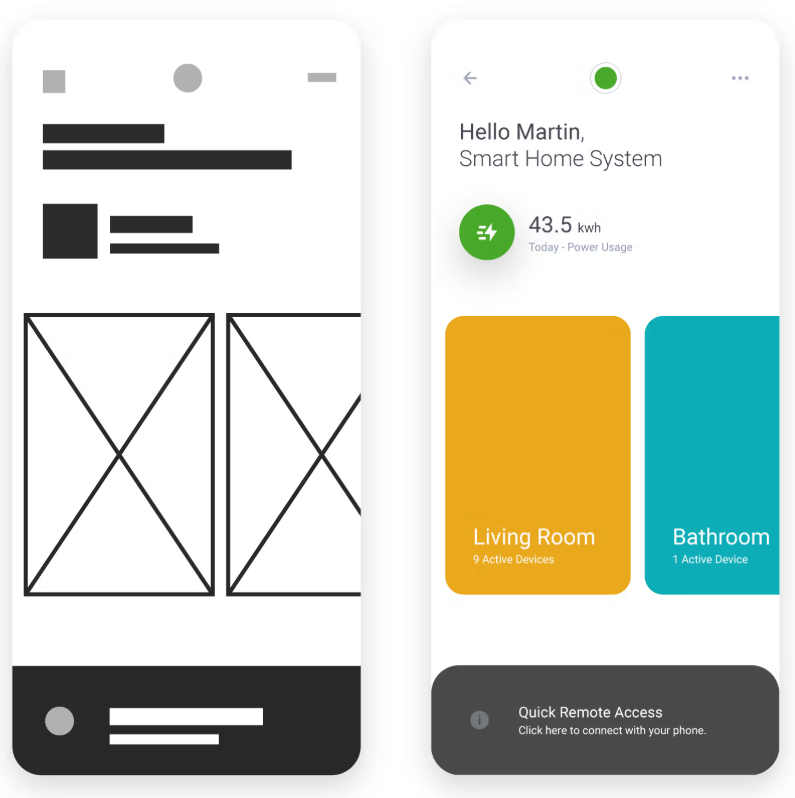 Hello Martin,
Smart Home System
43.5 kwh
Today - Power Usage
Living Room
9 Active Devices
Bathroom
1 Active Device
Quick Remote Access
Click here to connect with your phone.